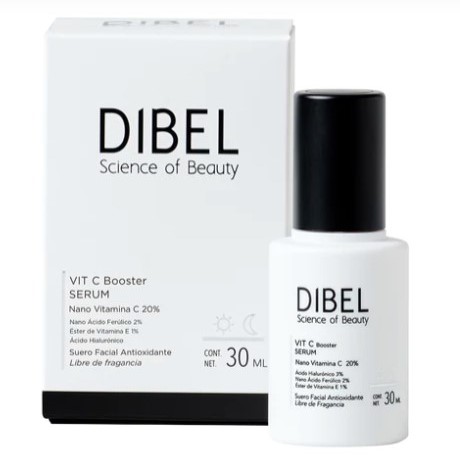 DIBEL
DIBEL
Science of Beauty
VIT C Booster
SERUM
Nano Vitamina C 20%
Nano Ácido Ferúlico 2%
Éster de Vitamina E 1%
Ácido Hialurónico
Suero Facial Antioxidante
Libre de fragancia
CONT.
NET. 30 ML
DIBEL
Science of Beauty
VIT C Booster
SERUM
Nano Vitamina C 20%
Ácido Hialurónico 3%
Nano Ácido Ferúlico 2%
Éster de Vitamina E 1%
Suero Facial Antioxidante
Libre de Fragancia
CONT.
NET. 30 ML